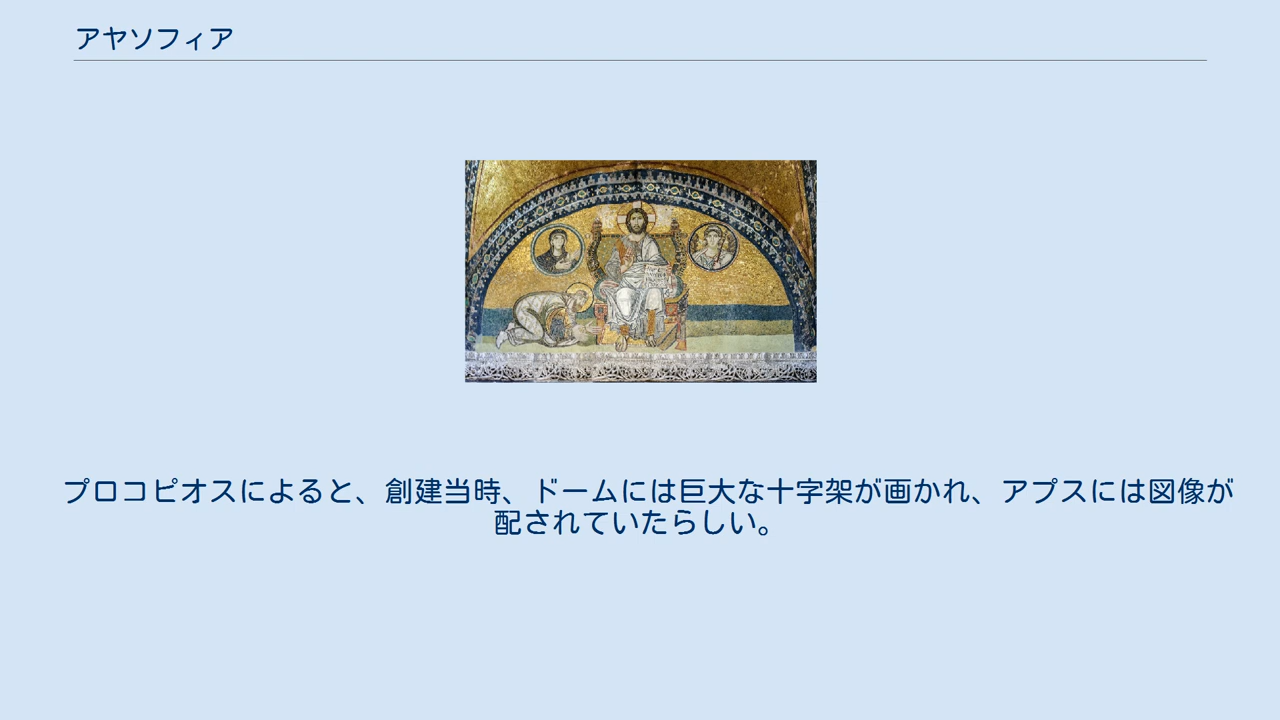 アヤソフィア
プロコピオスによると、創建当時、ドームには巨大な十字架が画かれ、アプスには図像が
配されていたらしい。